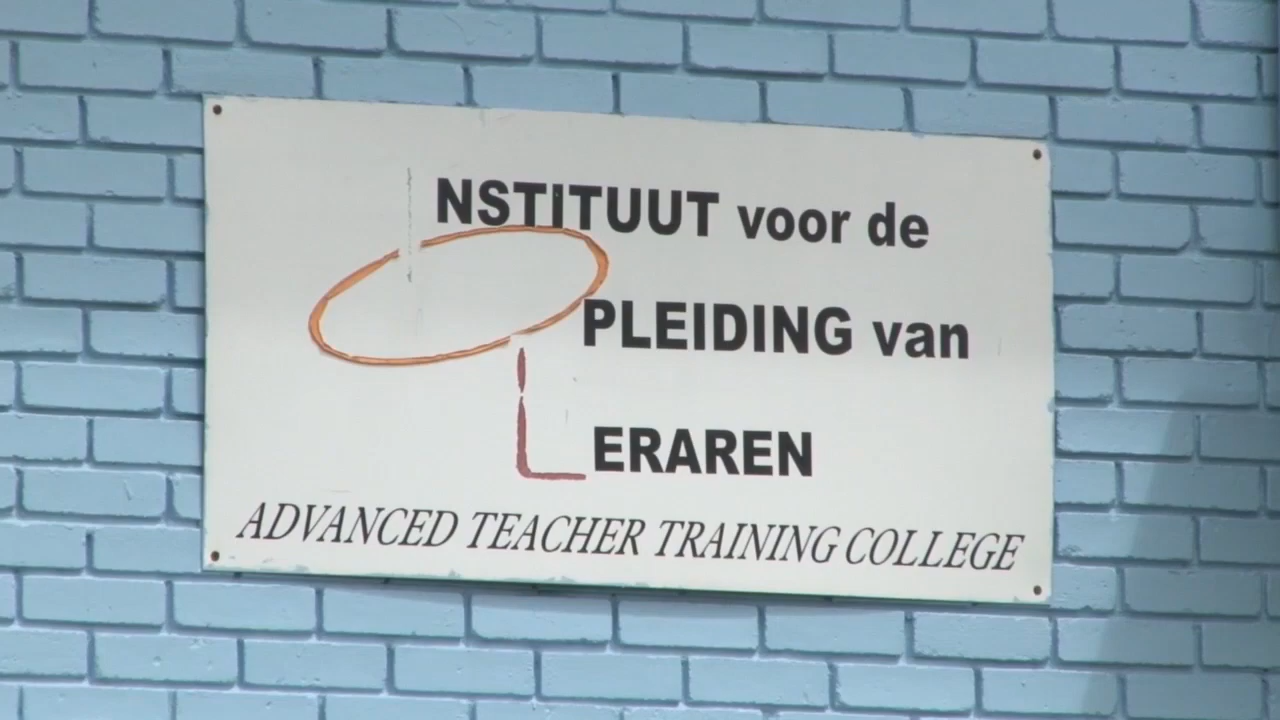 INSTITUUT voor de
OPLEIDING van
LERAREN
ADVANCED TEACHER TRAINING COLLEGE